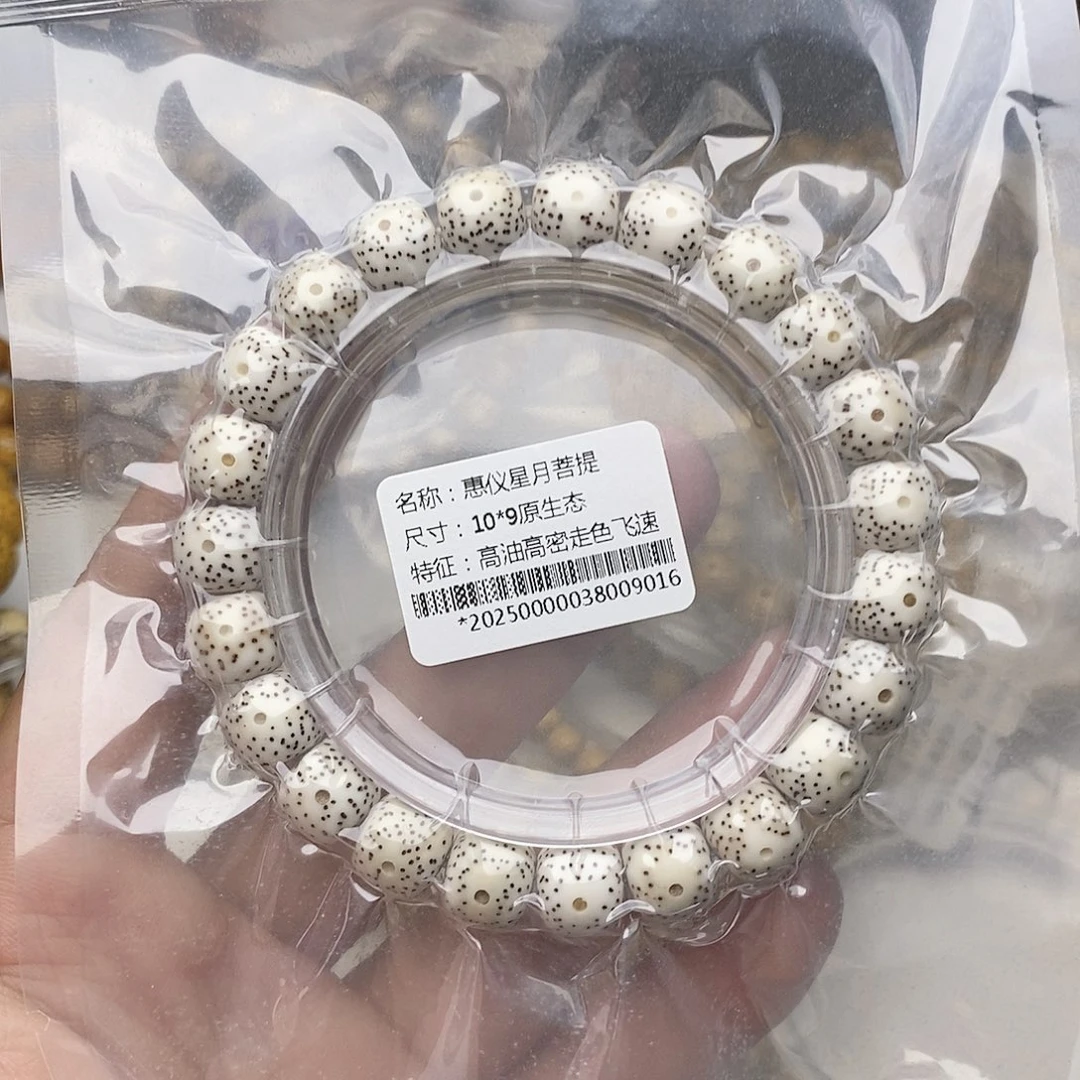 名称：惠仪星月菩提
尺寸：10*9原生态
特征：高油高密走色飞速
*20250000038009016